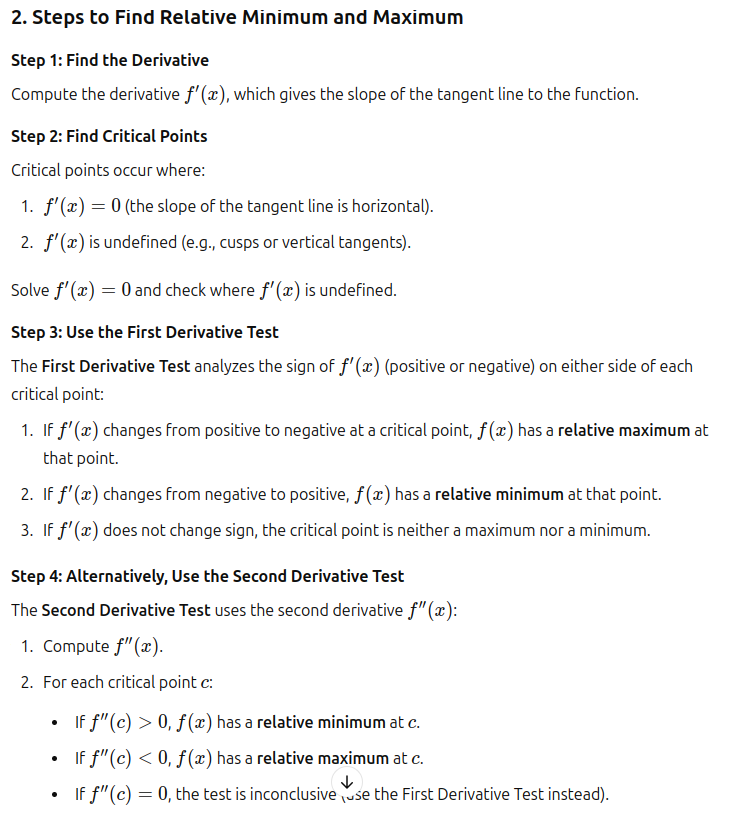 2. Steps to Find Relative Minimum and Maximum
Step 1: Find the Derivative
Compute the derivative f′(x), which gives the slope of the tangent line to the function.
Step 2: Find Critical Points
Critical points occur where:
1. f′(x) = 0 (the slope of the tangent line is horizontal).
2. f′(x) is undefined (e.g., cusps or vertical tangents).
Solve f′(x) = 0 and check where f′(x) is undefined.
Step 3: Use the First Derivative Test
The First Derivative Test analyzes the sign of f′(x) (positive or negative) on either side of each
critical point:
1. If f′(x) changes from positive to negative at a critical point, f(x) has a relative maximum at
that point.
2. If f′(x) changes from negative to positive, f(x) has a relative minimum at that point.
3. If f′(x) does not change sign, the critical point is neither a maximum nor a minimum.
Step 4: Alternatively, Use the Second Derivative Test
The Second Derivative Test uses the second derivative f″(x):
1. Compute f″(x).
2. For each critical point c:
• If f″(c) > 0, f(x) has a relative minimum at c.
• If f″(c) < 0, f(x) has a relative maximum at c.
• If f″(c) = 0, the test is inconclusive (use the First Derivative Test instead).